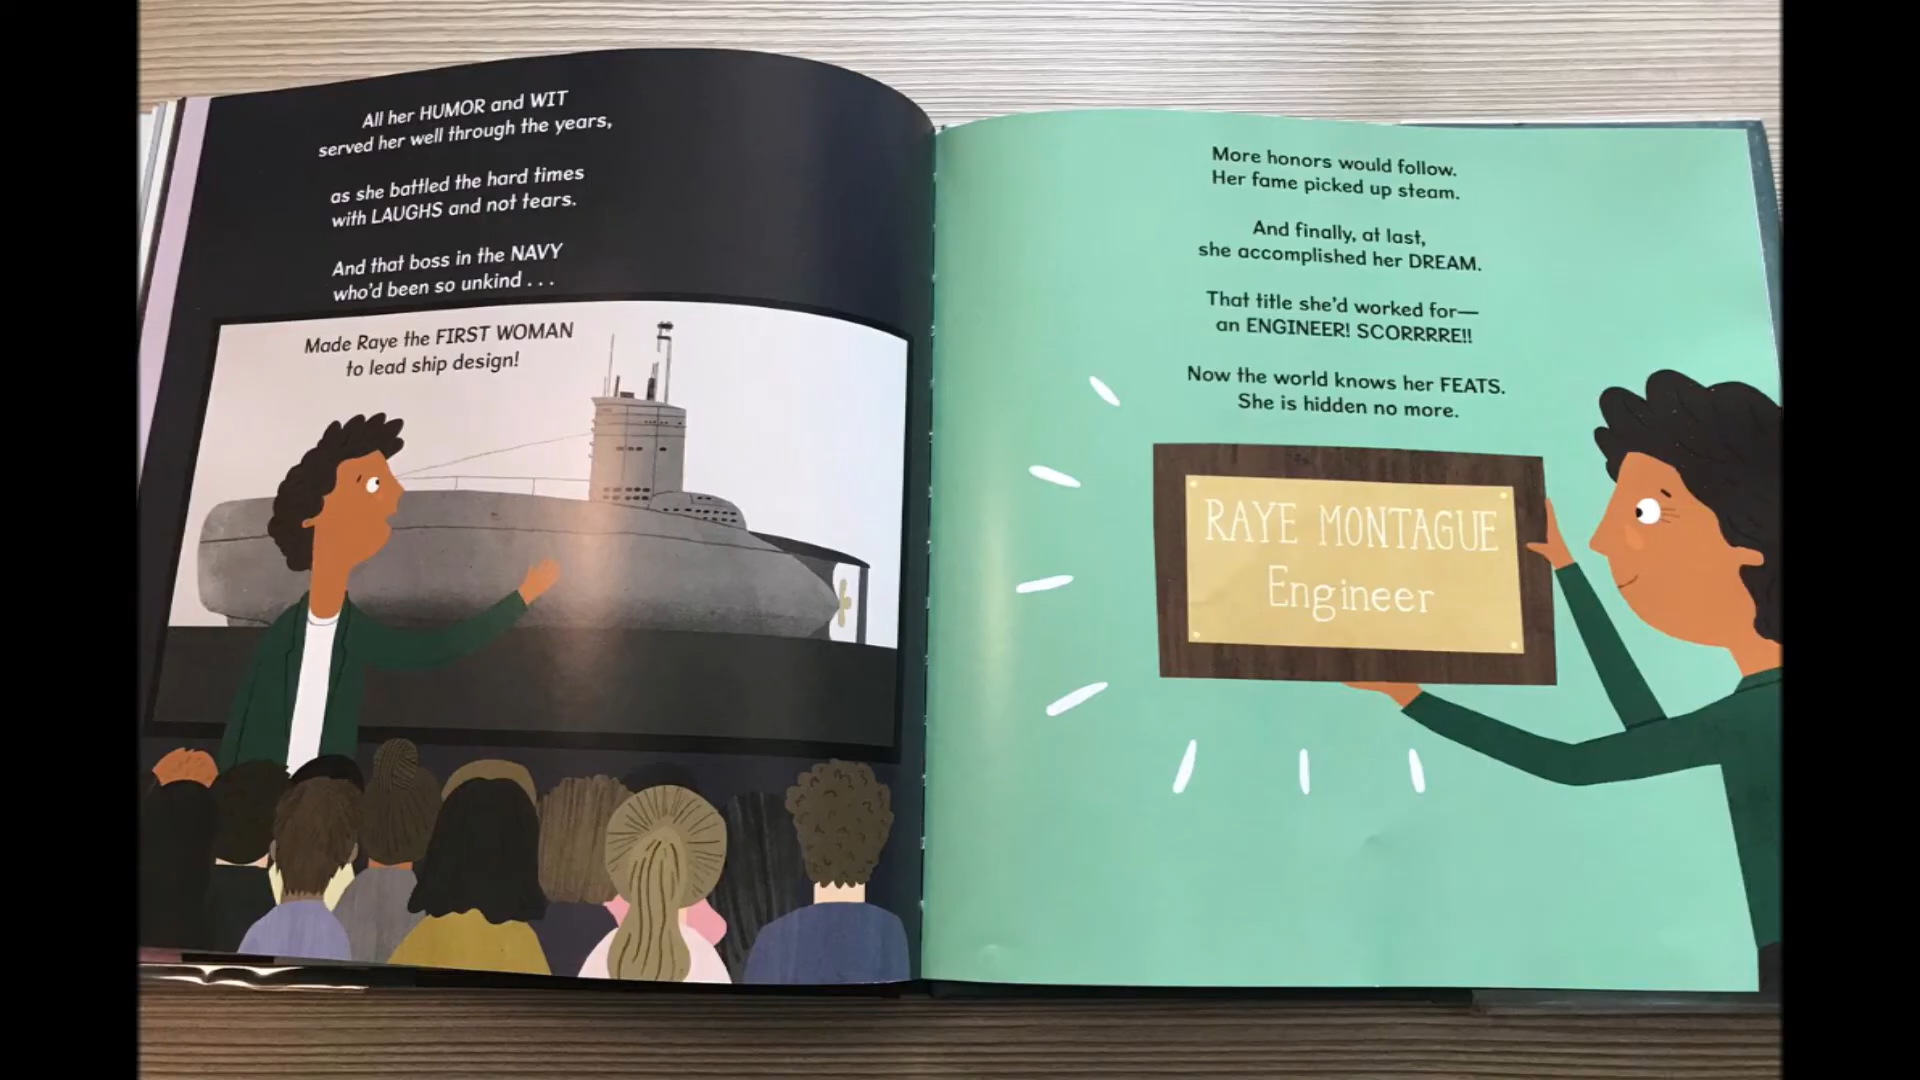 All her HUMOR and WIT
served her well through the years,
as she battled the hard times
with LAUGHS and not tears.
And that boss in the NAVY
who'd been so unkind . . .
Made Raye the FIRST WOMAN
to lead ship design!
More honors would follow.
Her fame picked up steam.
And finally, at last,
she accomplished her DREAM.
That title she'd worked for—
an ENGINEER! SCORRRRE!!
Now the world knows her FEATS.
She is hidden no more.
RAYE MONTAGUE
Engineer